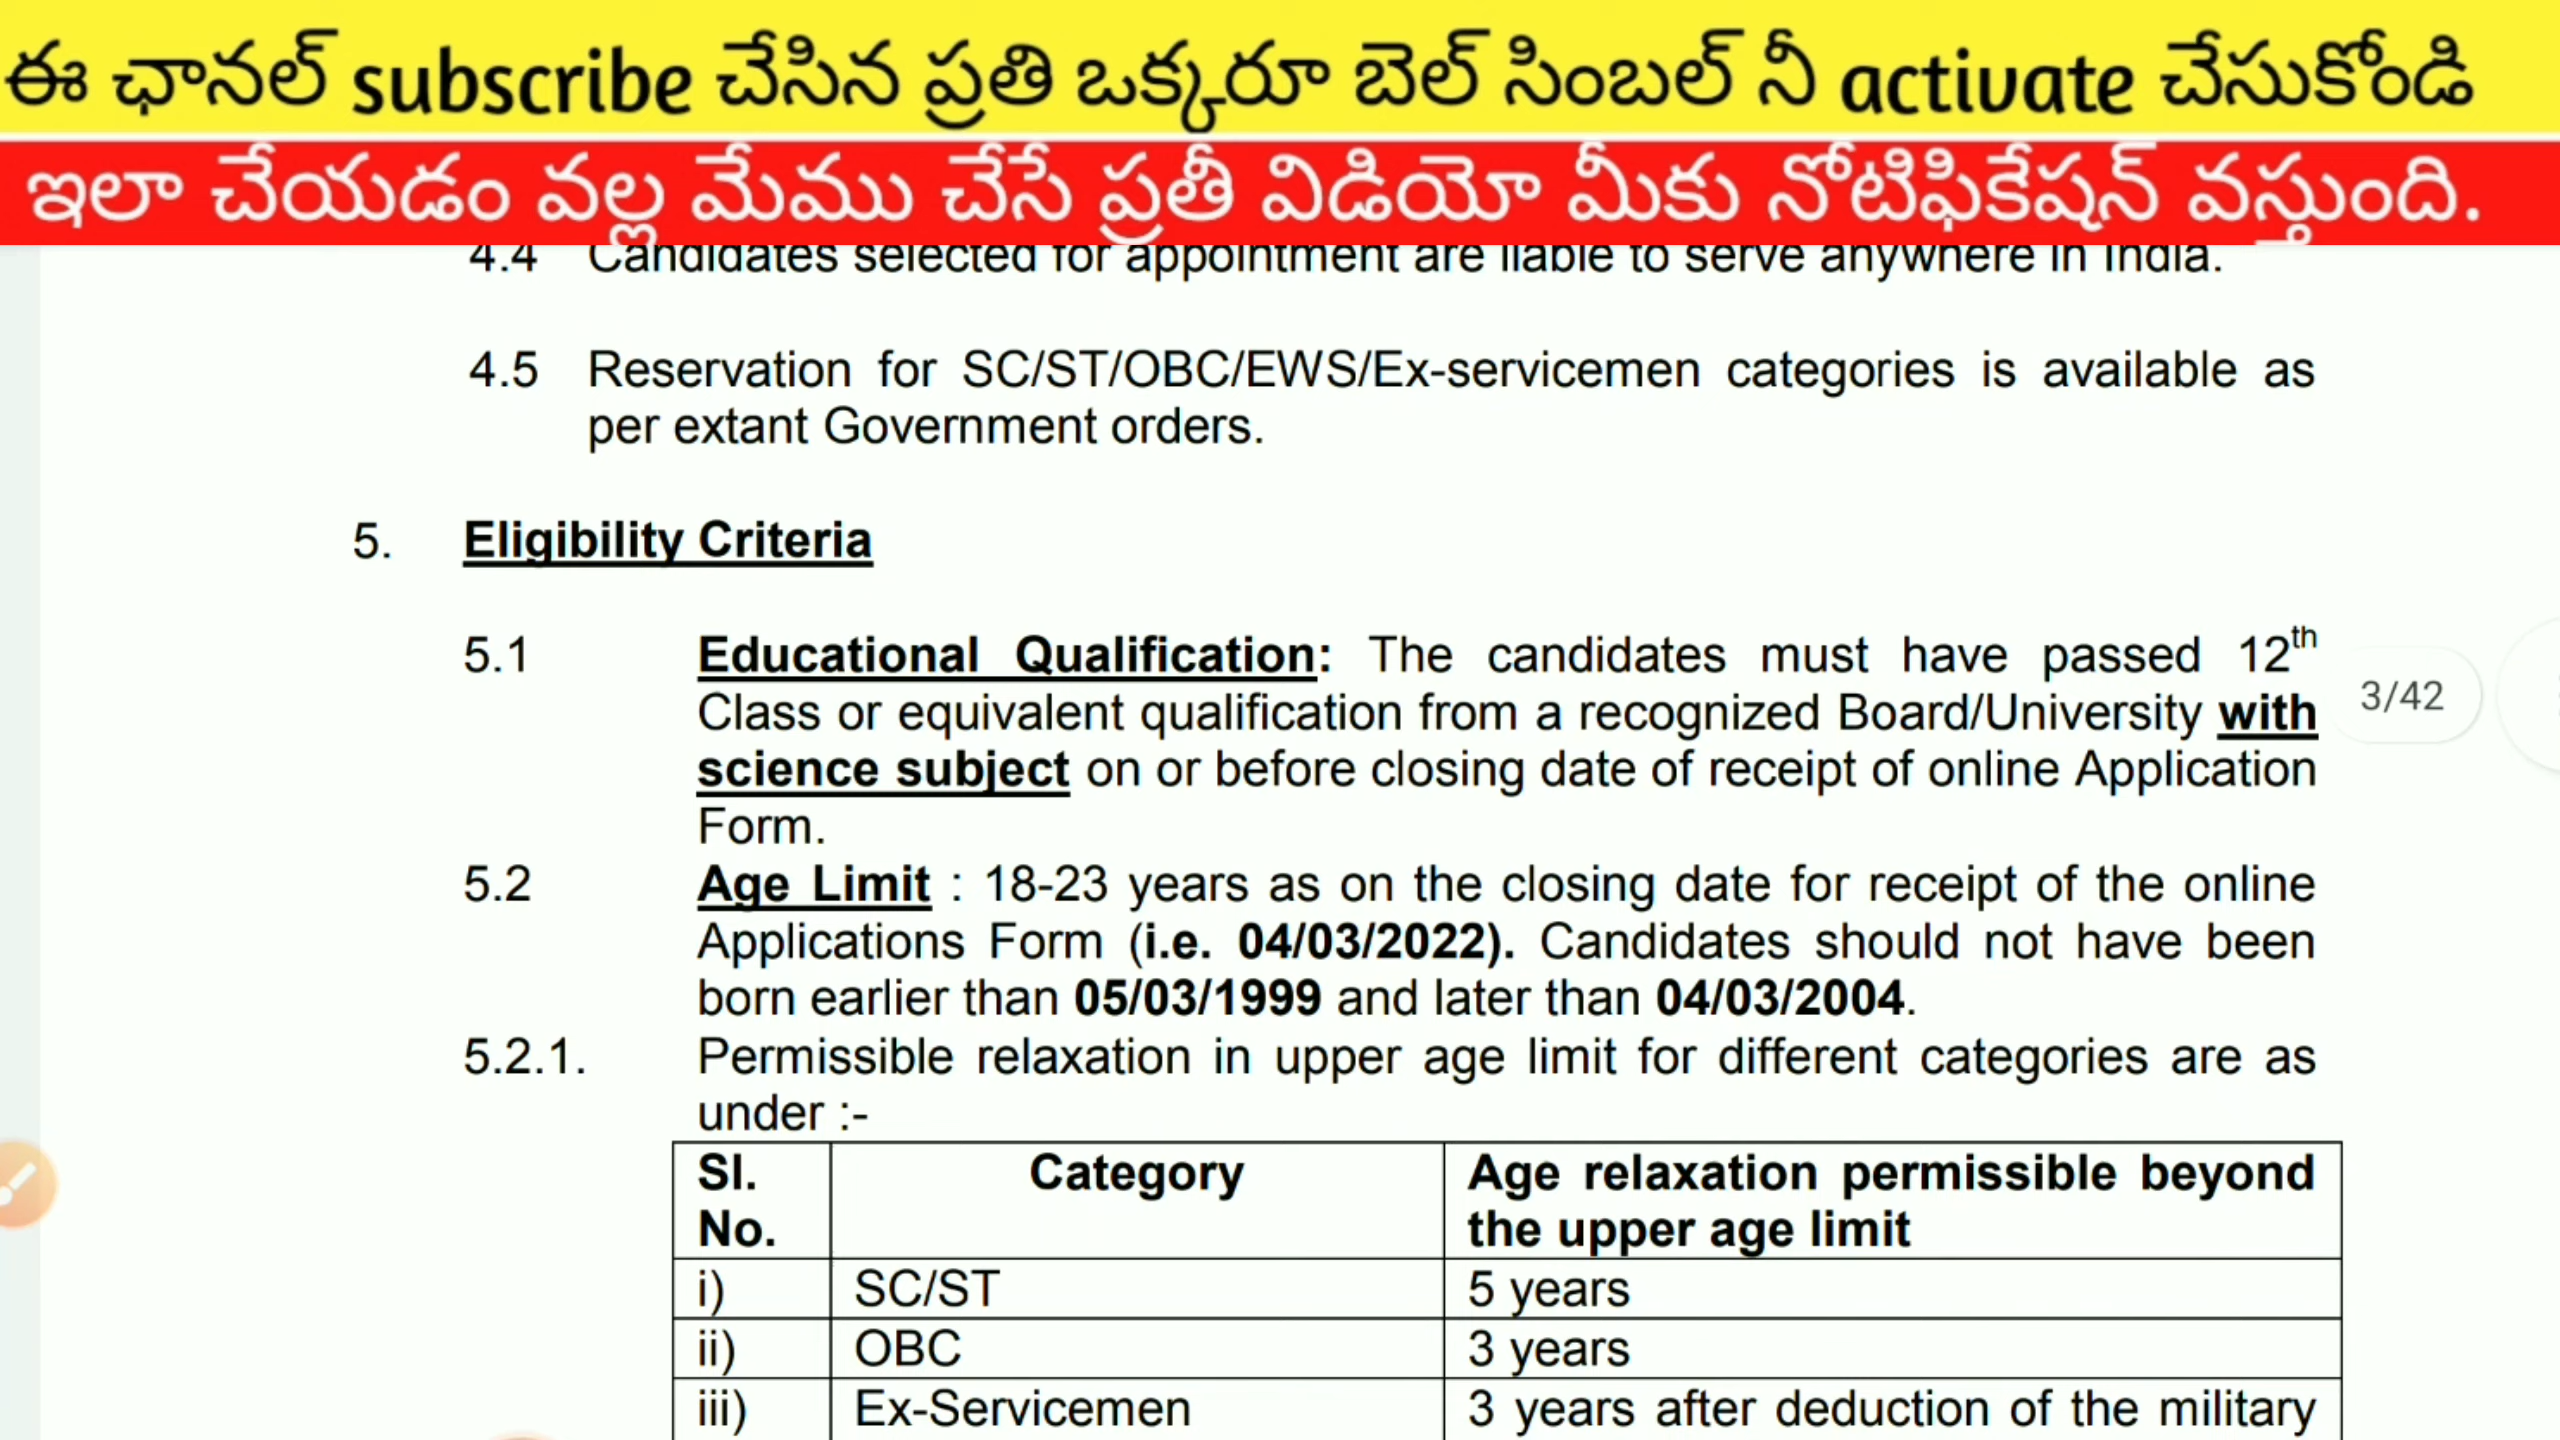 ఈ ఛానల్ subscribe చేసిన ప్రతి ఒక్కరూ బెల్ సింబల్ నీ activate చేసుకోండి
ఇలా చేయడం వల్ల మేము చేసే ప్రతీ విడియో మీకు నోటిఫికేషన్ వస్తుంది.
4.4 Candidates selected for appointment are liable to serve anywhere in India.
4.5 Reservation for SC/ST/OBC/EWS/Ex-servicemen categories is available as
per extant Government orders.
5. Eligibility Criteria
5.1 Educational Qualification: The candidates must have passed 12th
Class or equivalent qualification from a recognized Board/University with
science subject on or before closing date of receipt of online Application
Form.
3/42
5.2 Age Limit : 18-23 years as on the closing date for receipt of the online
Applications Form (i.e. 04/03/2022). Candidates should not have been
born earlier than 05/03/1999 and later than 04/03/2004.
5.2.1. Permissible relaxation in upper age limit for different categories are as
under :-
Sl. No. Category Age relaxation permissible beyond the upper age limit
i) SC/ST 5 years
ii) OBC 3 years
iii) Ex-Servicemen 3 years after deduction of the military